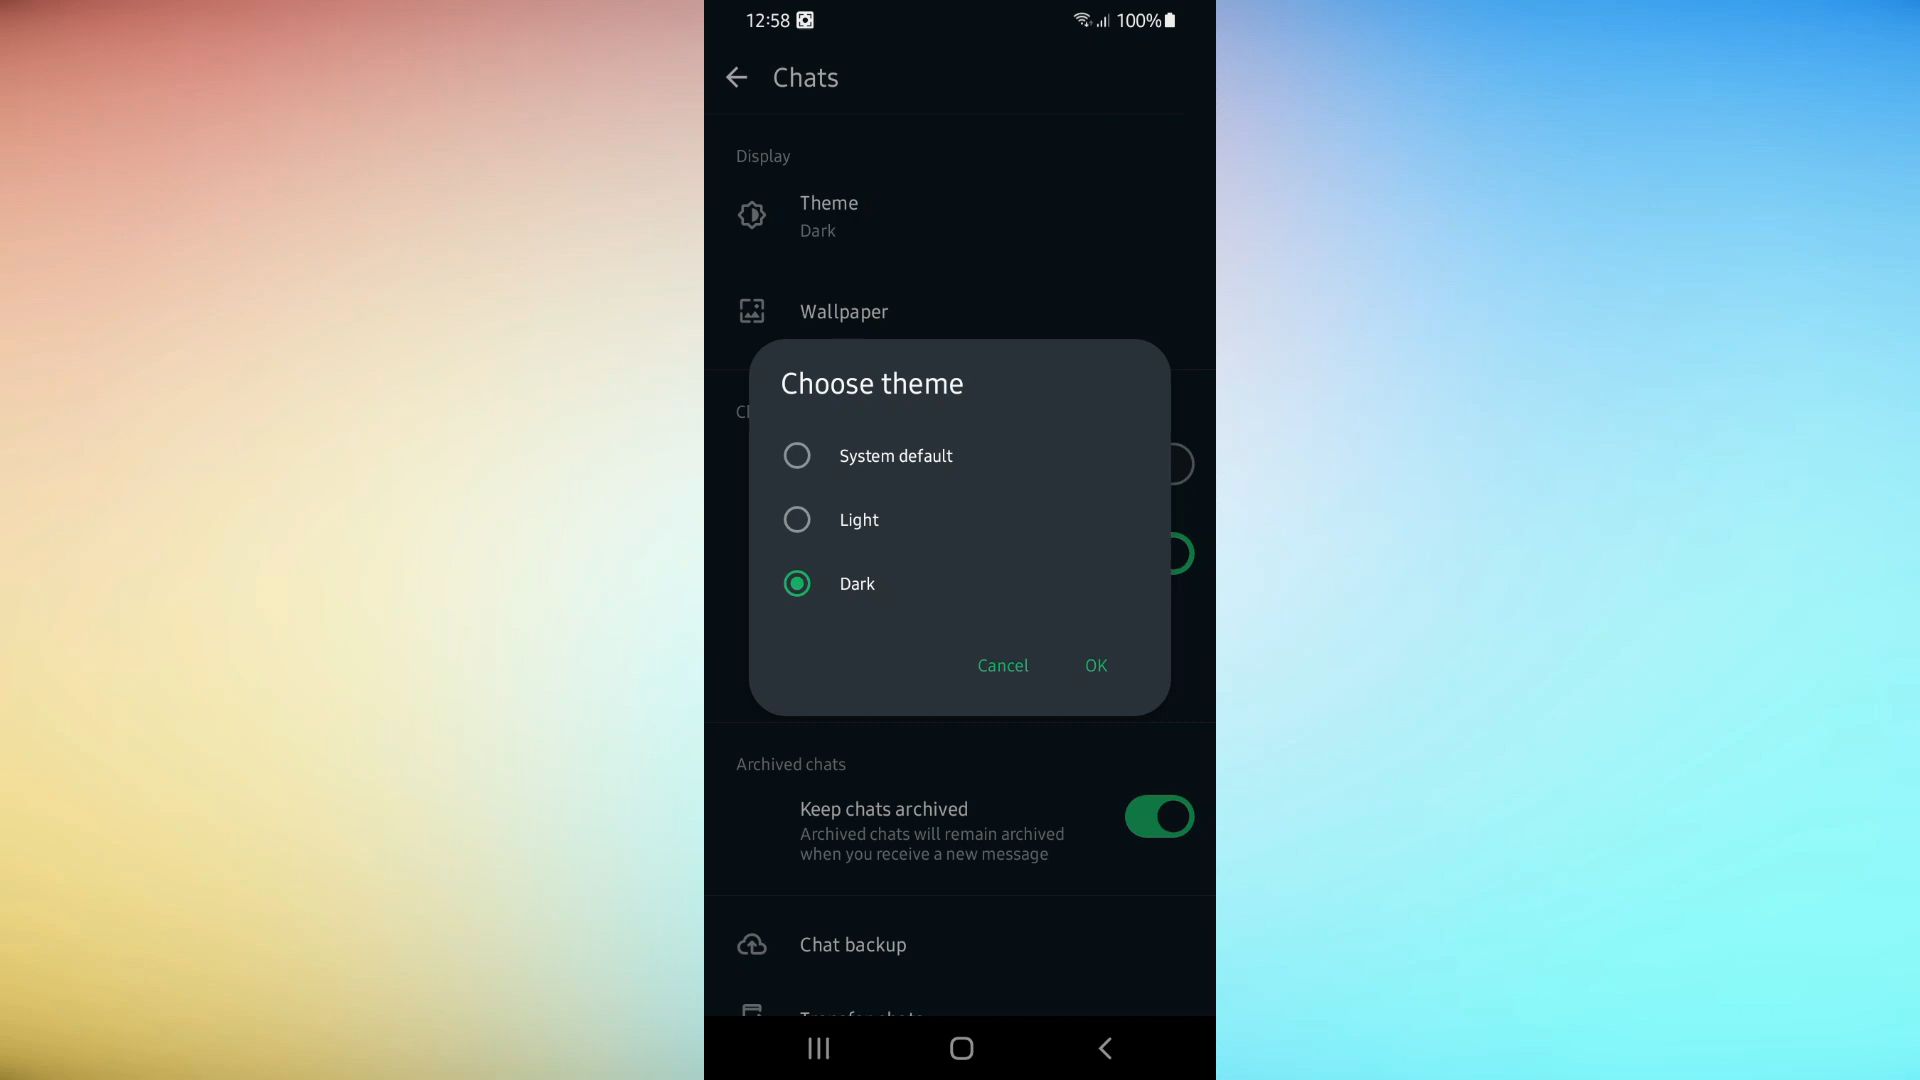 12:58 100%
Chats
Display
Theme
Dark
Wallpaper
Choose theme
System default
Light
Dark
Cancel OK
Archived chats
Keep chats archived
Archived chats will remain archived
when you receive a new message
Chat backup